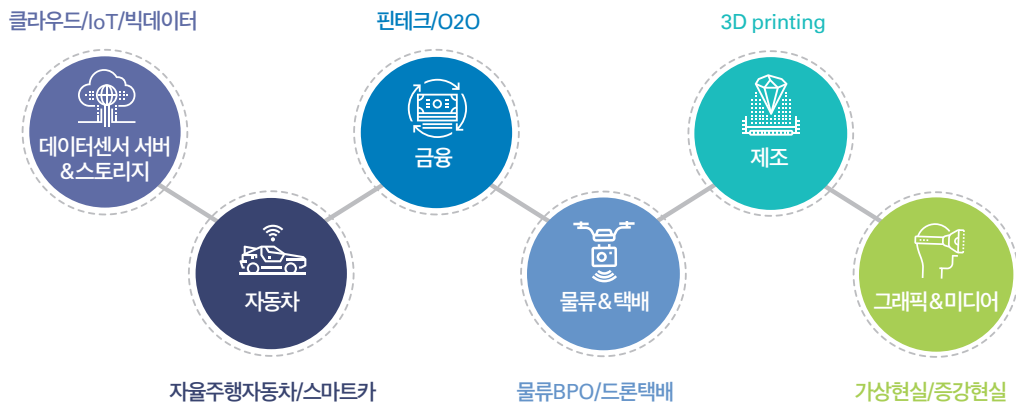 클라우드/IoT/빅데이터
핀테크/O2O
3D printing
데이터센서 서버
&스토리지
금융
제조
자동차
물류&택배
그래픽&미디어
자율주행자동차/스마트카
물류BPO/드론택배
가상현실/증강현실